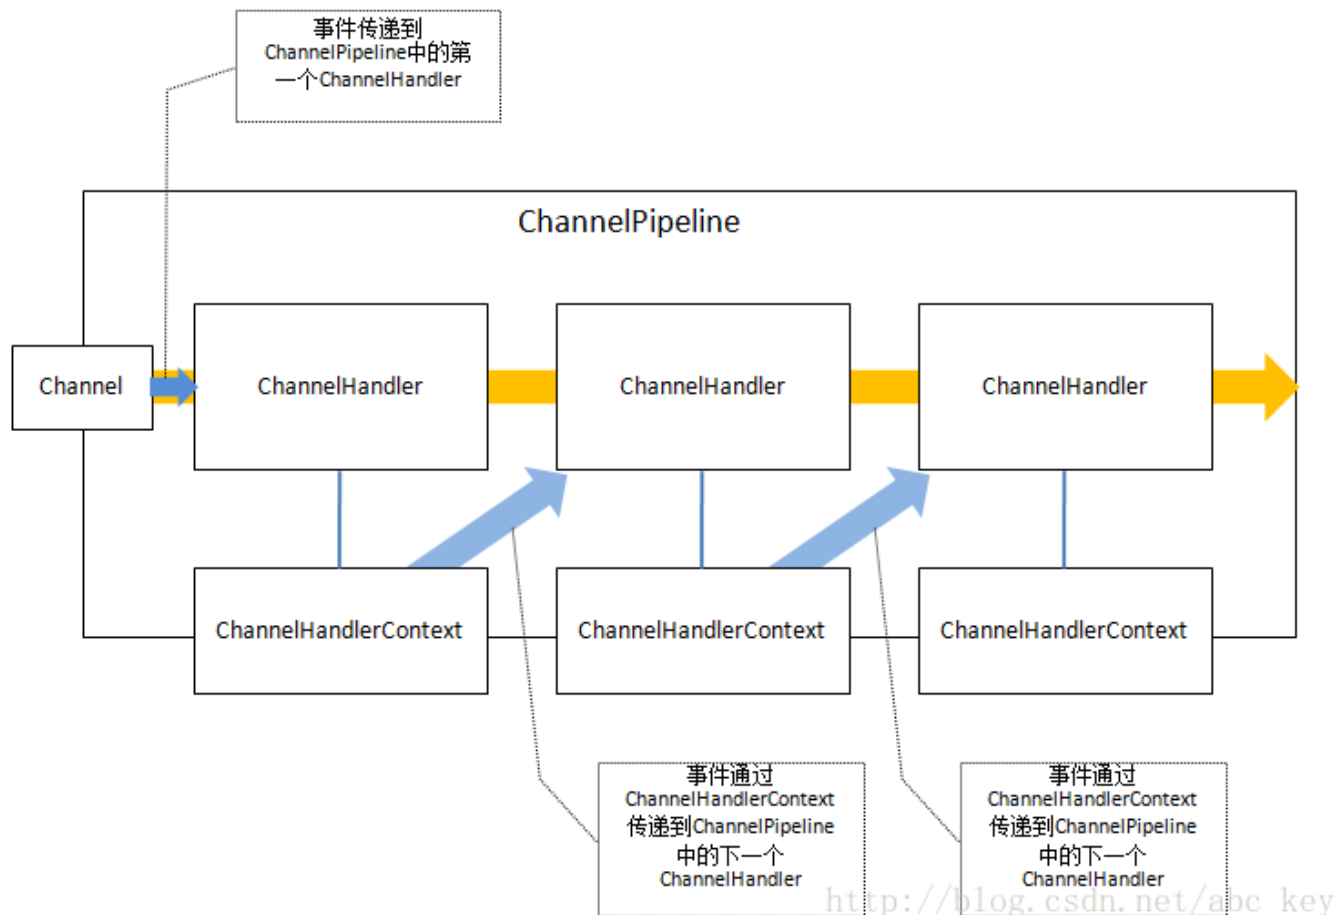 事件传递到
ChannelPipeline中的第
一个ChannelHandler
ChannelPipeline
Channel
ChannelHandler
ChannelHandler
ChannelHandler
ChannelHandlerContext
ChannelHandlerContext
ChannelHandlerContext
事件通过
ChannelHandlerContext
传递到ChannelPipeline
中的下一个
ChannelHandler
事件通过
ChannelHandlerContext
传递到ChannelPipeline
中的下一个
ChannelHandler
http://blog.csdn.net/abc_key